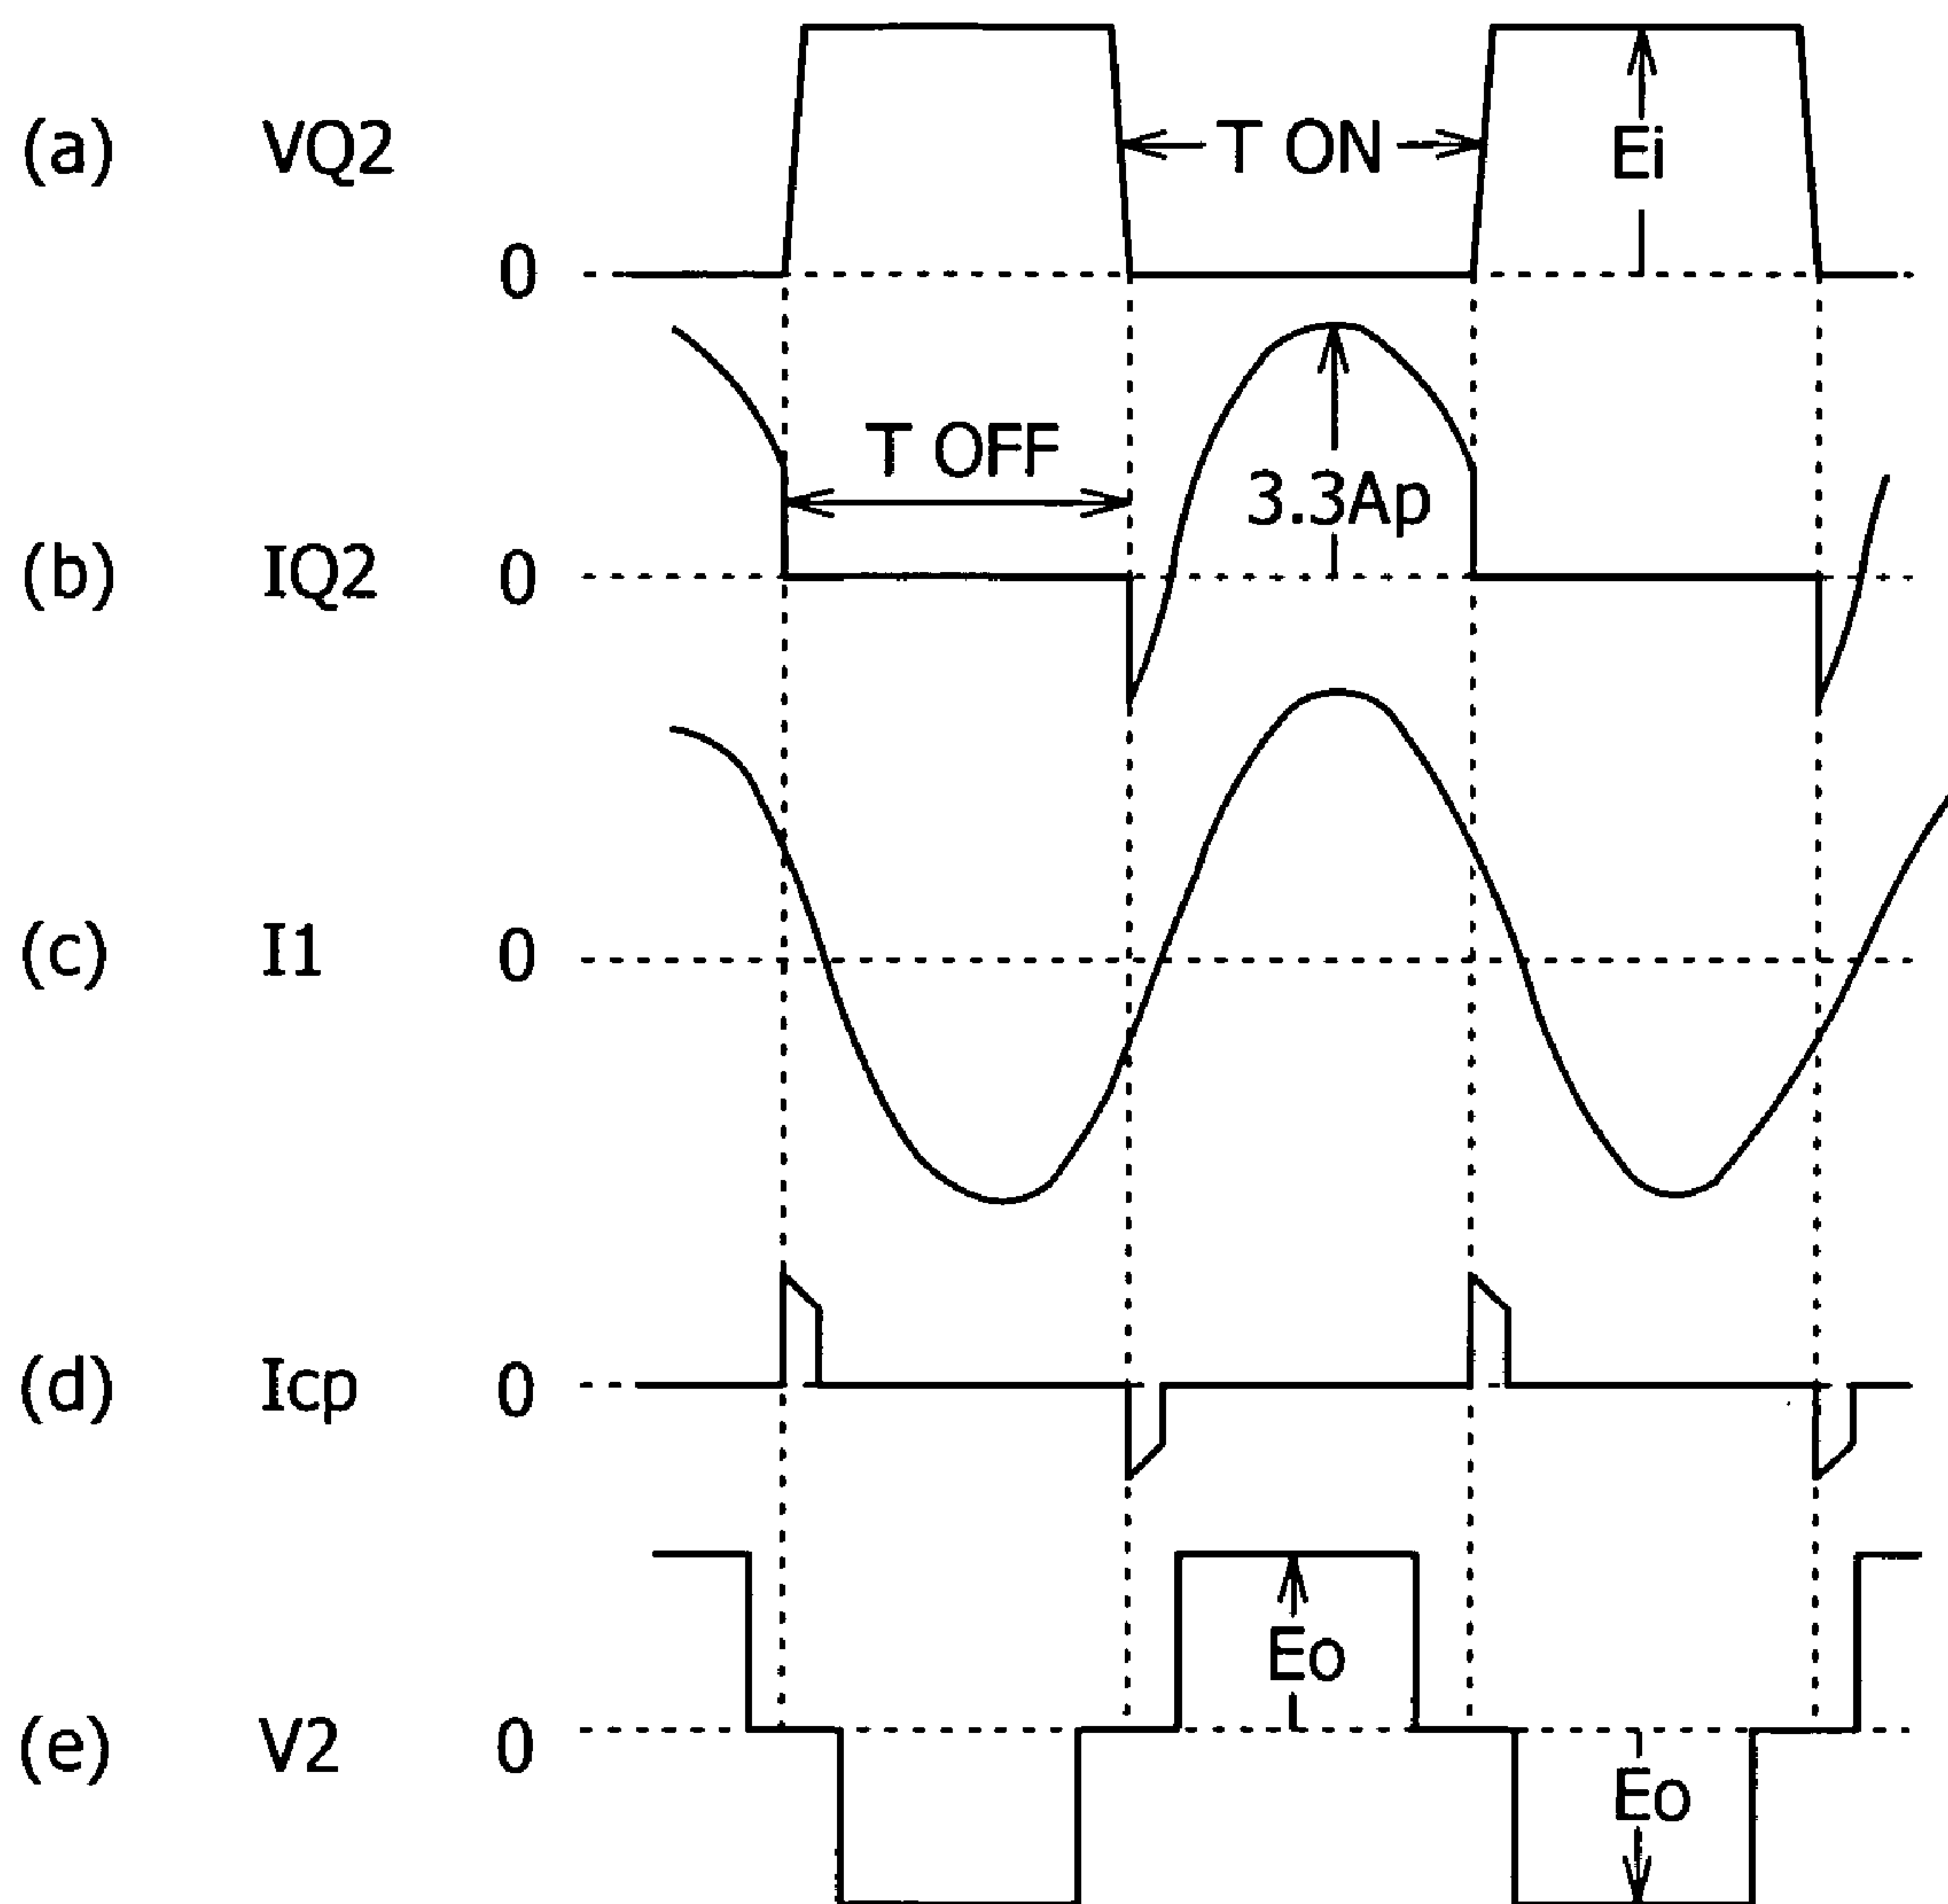 (a) VQ2 0 T ON Ei
(b) IQ2 0 T OFF 3.3Ap
(c) I1 0
(d) Icp 0
(e) V2 0 Eo Eo